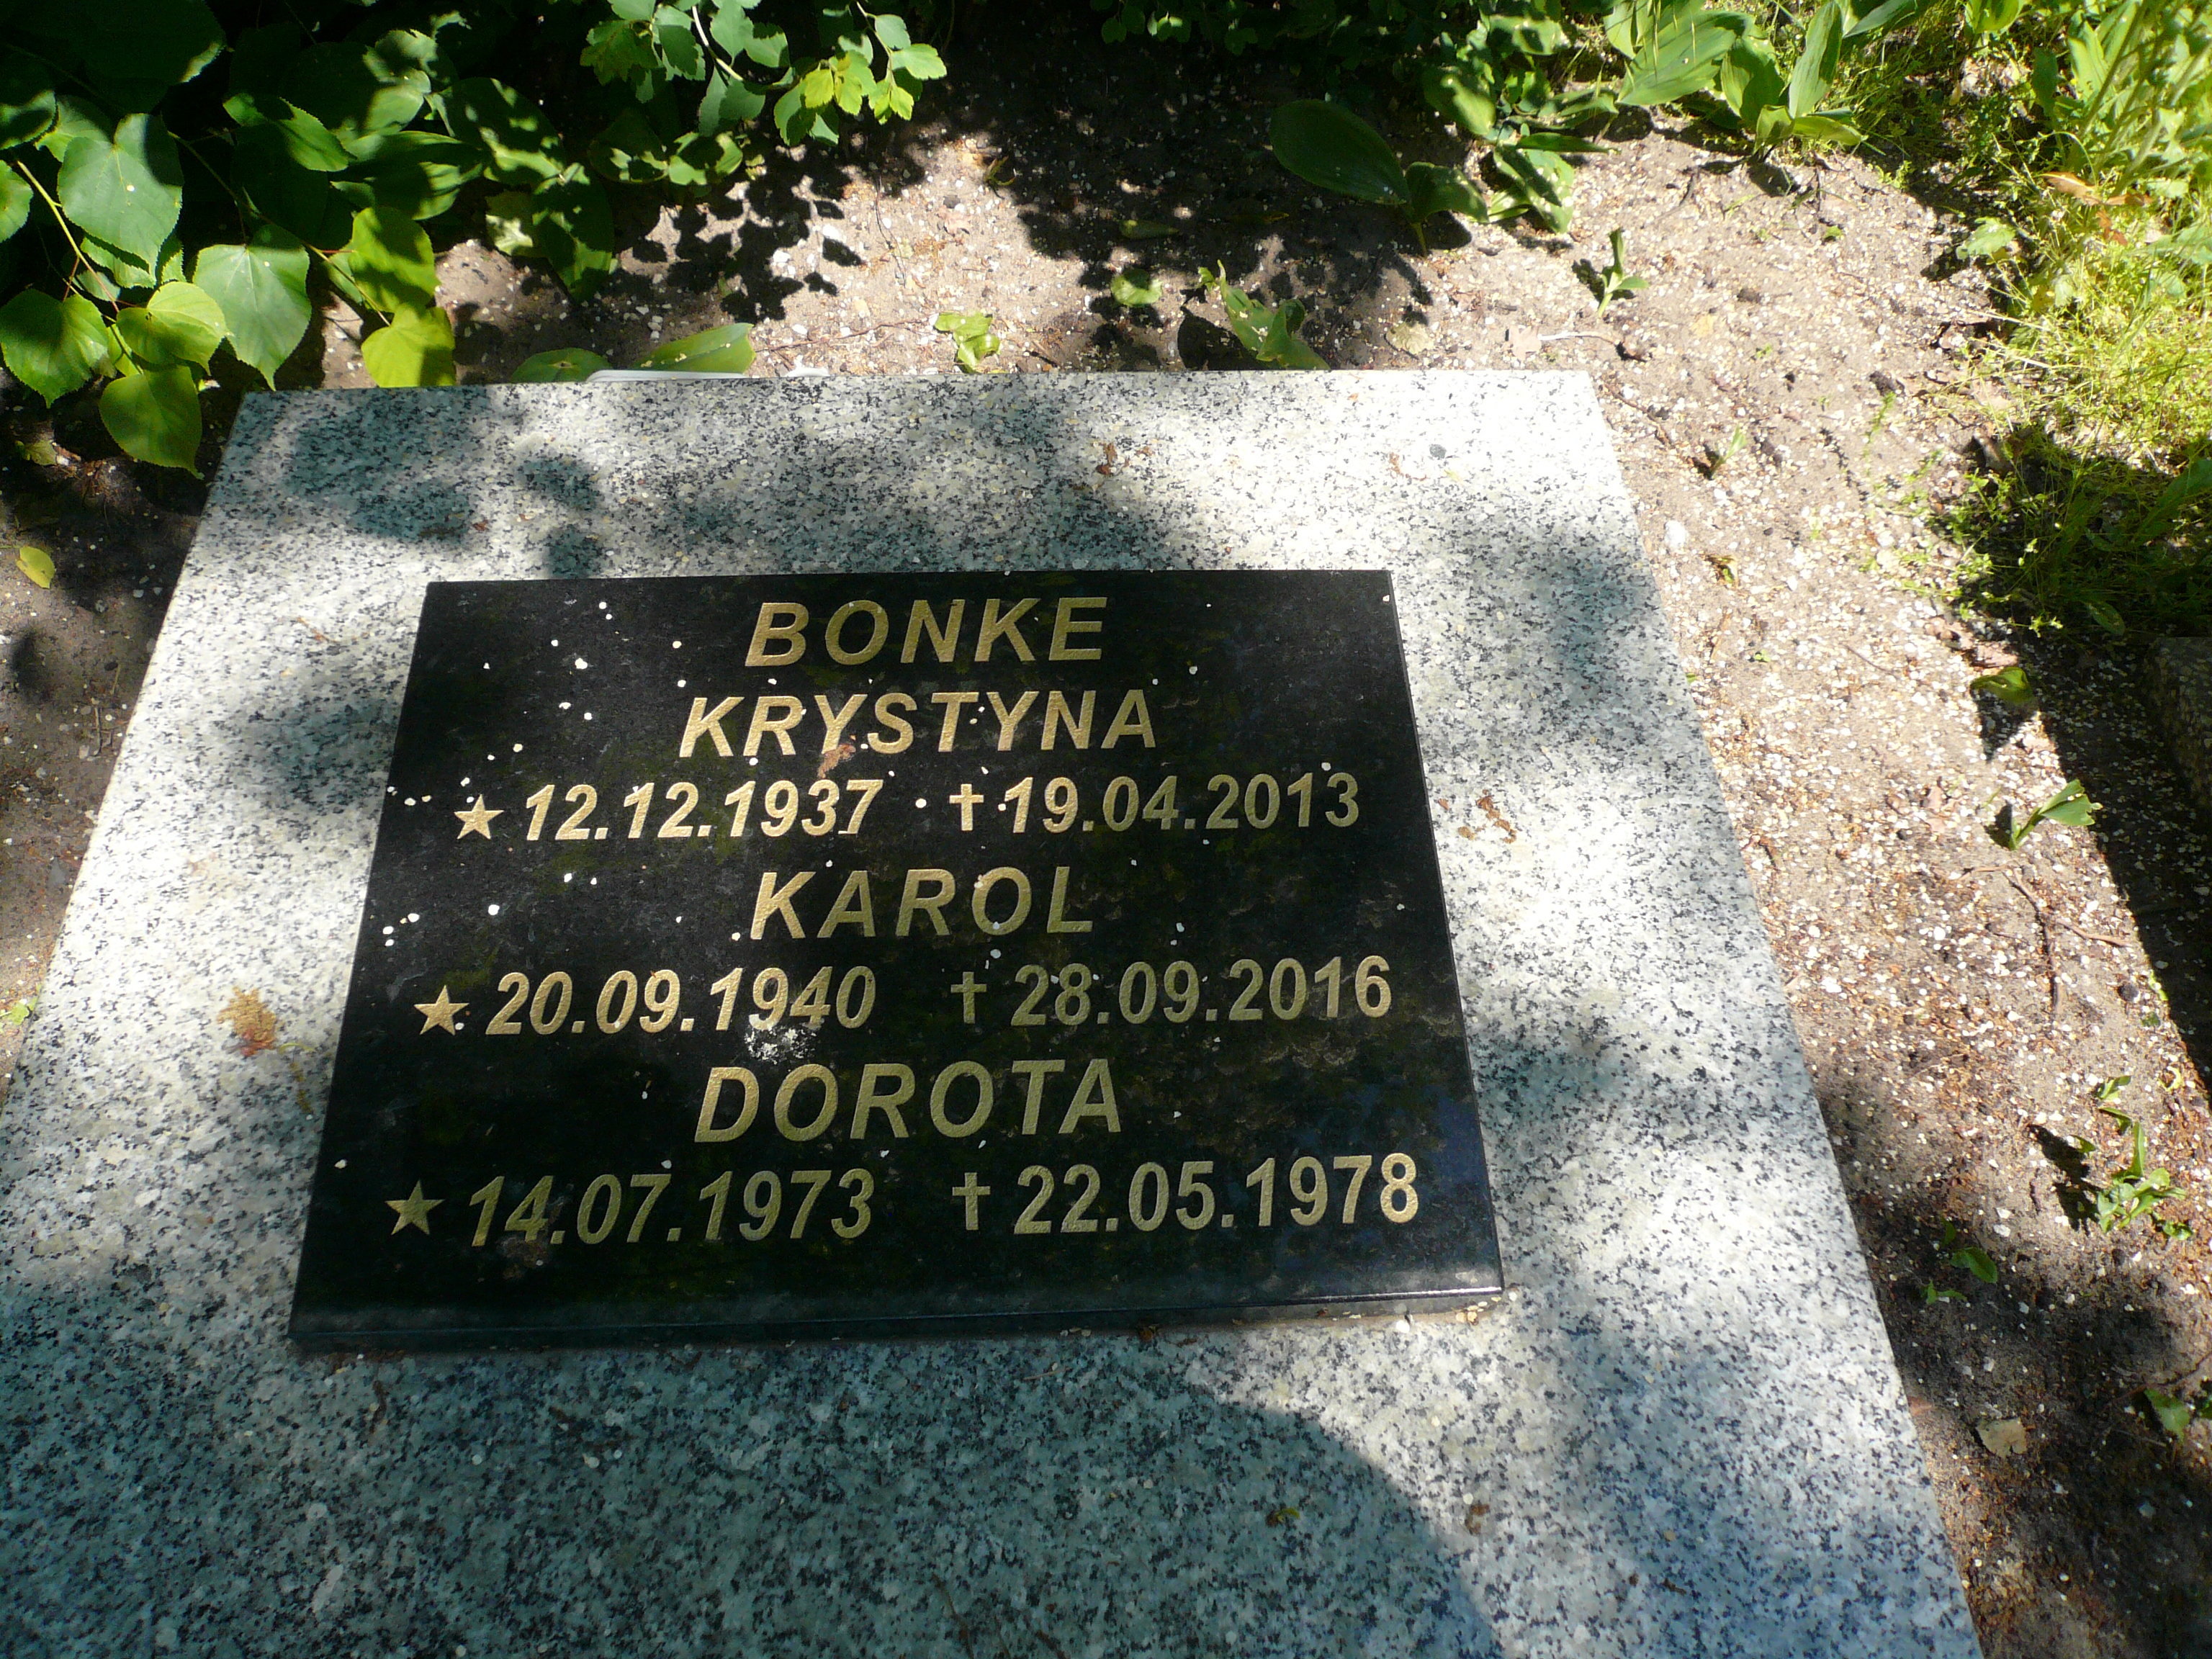 BONKE
KRYSTYNA
★ 12.12.1937 ✝ 19.04.2013
KAROL
★ 20.09.1940 ✝ 28.09.2016
DOROTA
★ 14.07.1973 ✝ 22.05.1978